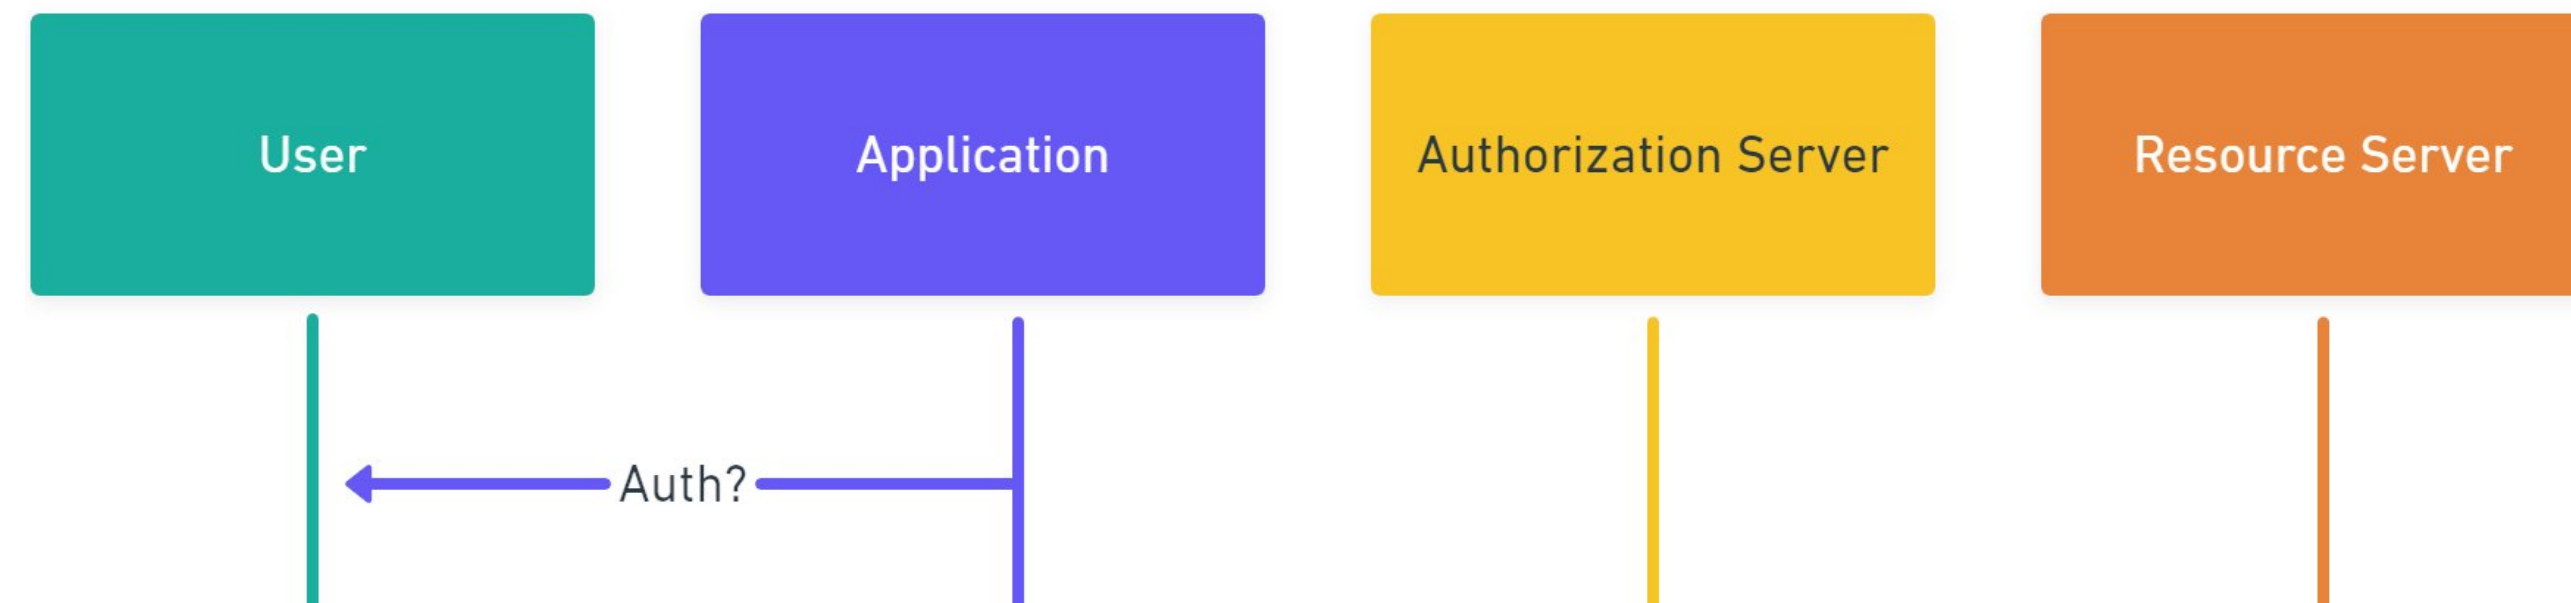 User
Application
Authorization Server
Resource Server
Auth?